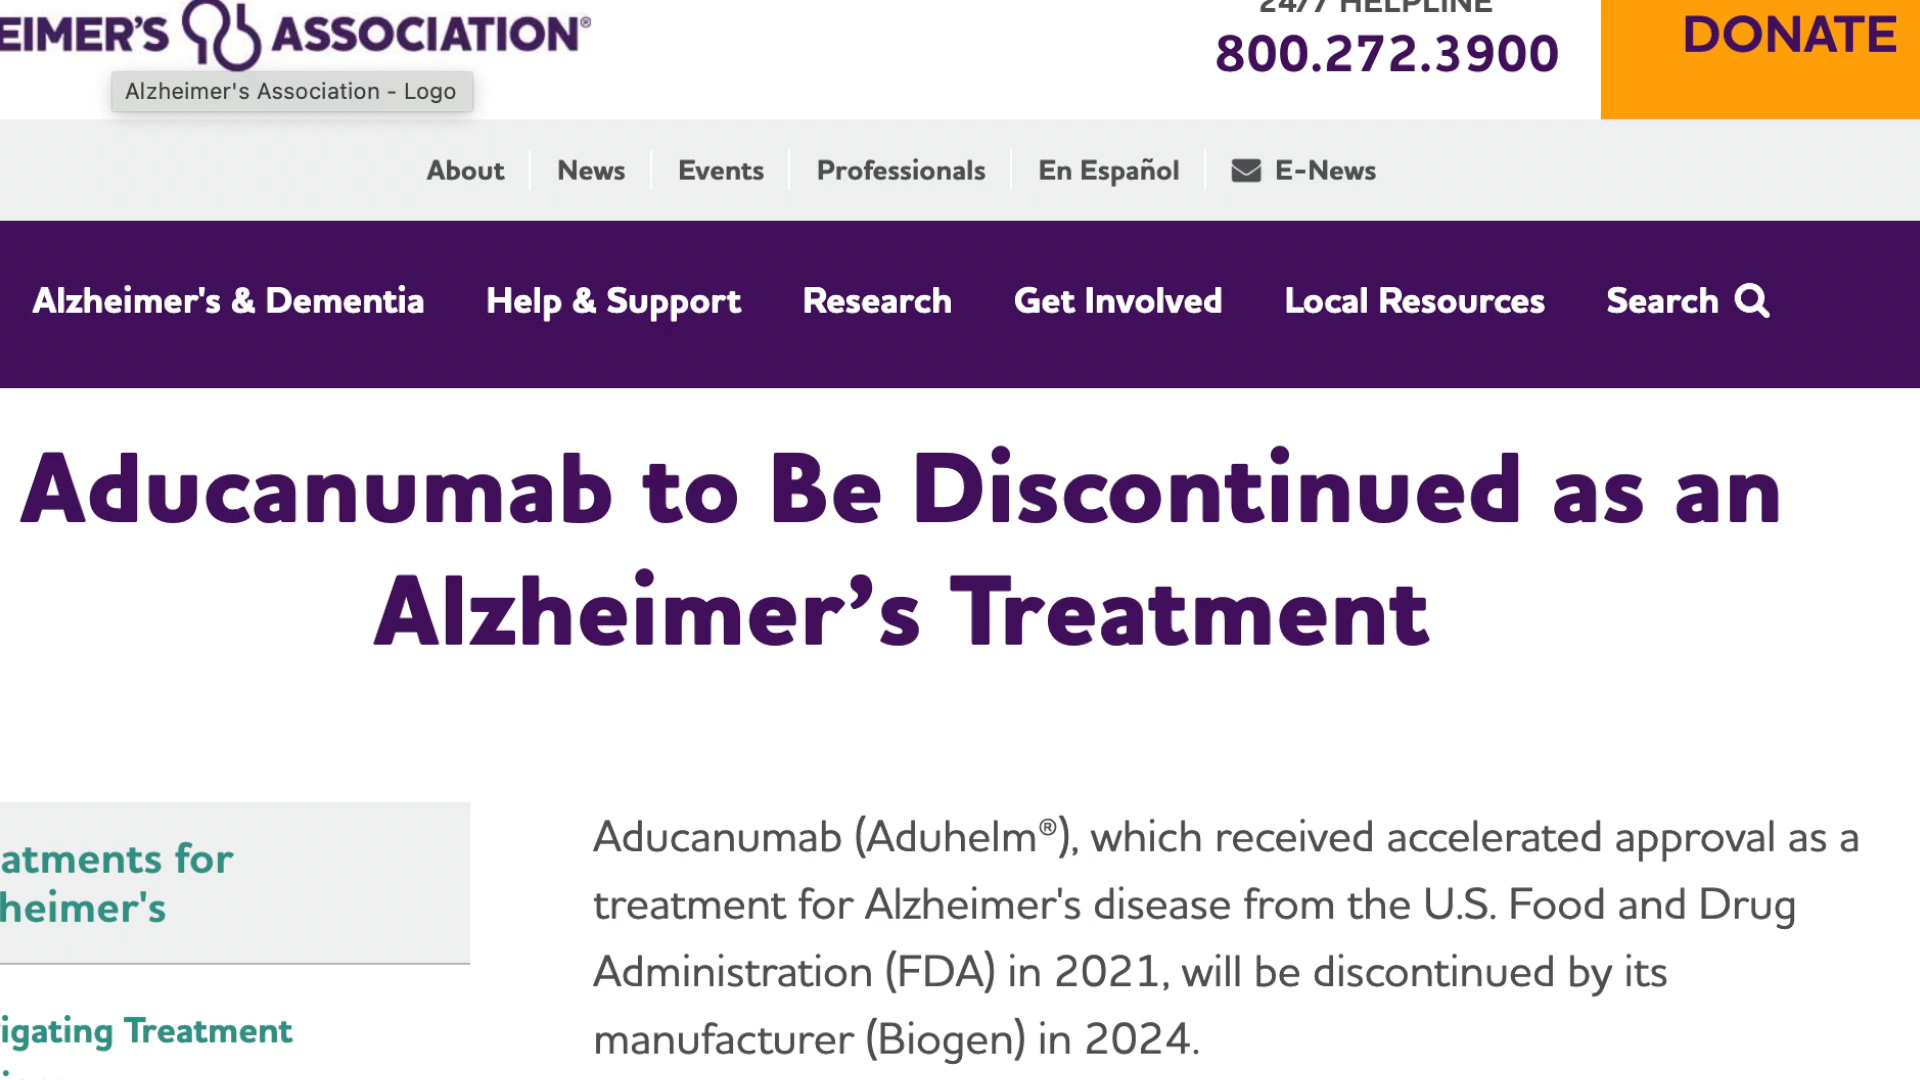 EIMER'S ASSOCIATION®
24/7 HELPLINE
800.272.3900
DONATE
Alzheimer's Association - Logo
About
News
Events
Professionals
En Español
E-News
Alzheimer's & Dementia
Help & Support
Research
Get Involved
Local Resources
Search
Aducanumab to Be Discontinued as an
Alzheimer’s Treatment
atments for
heimer's
igating Treatment
Aducanumab (Aduhelm®), which received accelerated approval as a
treatment for Alzheimer's disease from the U.S. Food and Drug
Administration (FDA) in 2021, will be discontinued by its
manufacturer (Biogen) in 2024.